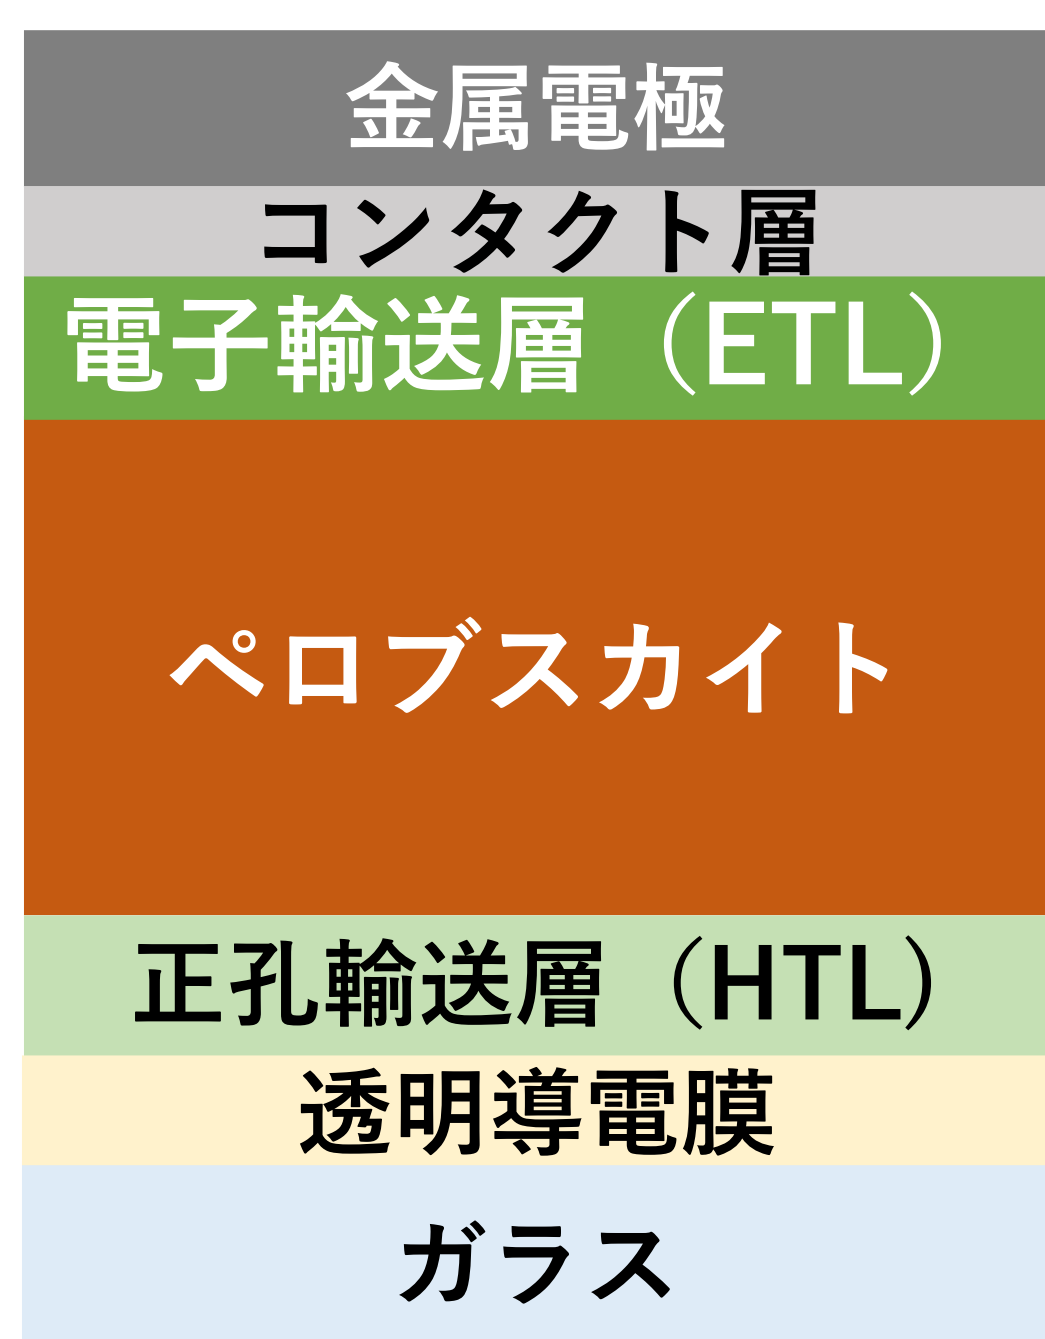 金属電極
コンタクト層
電子輸送層（ETL）
ペロブスカイト
正孔輸送層（HTL)
透明導電膜
ガラス